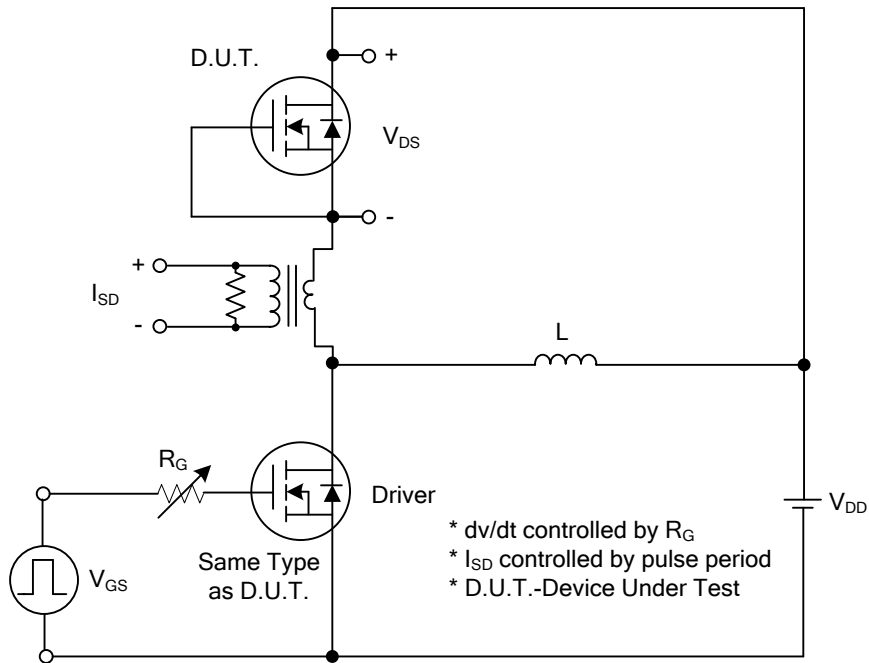 D.U.T.
+
V_DS
-
+
I_SD
-
L
R_G
Driver
V_DD
V_GS
Same Type
as D.U.T.
* dv/dt controlled by R_G
* I_SD controlled by pulse period
* D.U.T.-Device Under Test